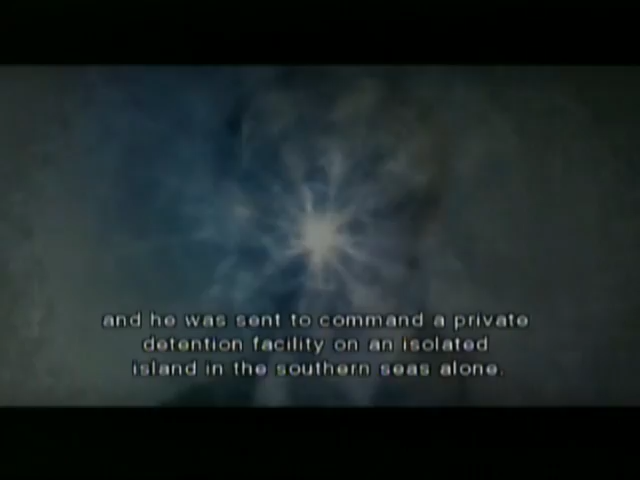 and he was sent to command a private
detention facility on an isolated
island in the southern seas alone.